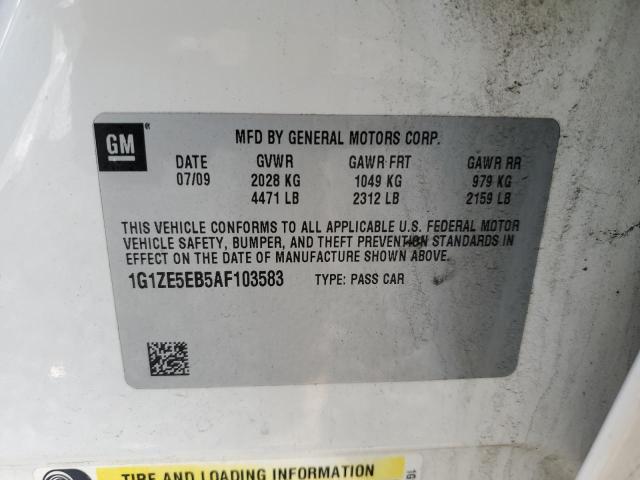 GM®
MFD BY GENERAL MOTORS CORP.
DATE GVWR GAWR FRT GAWR RR
07/09 2028 KG 1049 KG 979 KG
4471 LB 2312 LB 2159 LB
THIS VEHICLE CONFORMS TO ALL APPLICABLE U.S. FEDERAL MOTOR
VEHICLE SAFETY, BUMPER, AND THEFT PREVENTION STANDARDS IN
EFFECT ON THE DATE OF MANUFACTURE SHOWN ABOVE.
1G1ZE5EB5AF103583 TYPE: PASS CAR
TIRE AND LOADING INFORMATION
1G